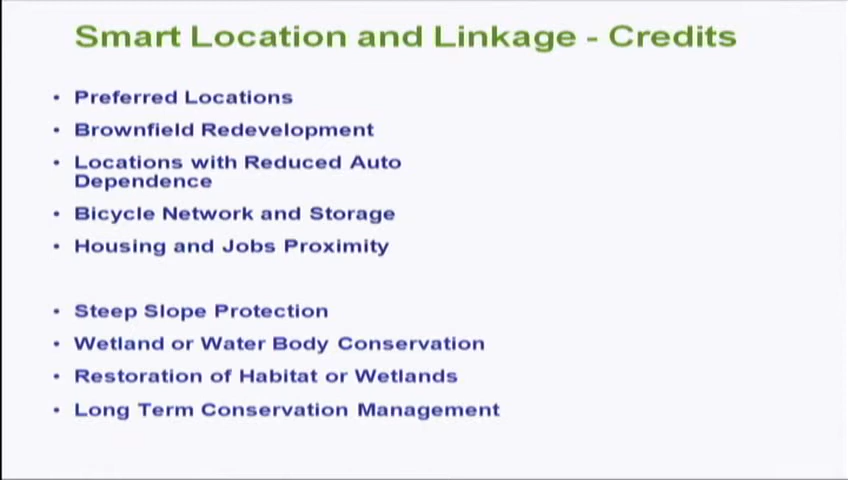 Smart Location and Linkage - Credits
• Preferred Locations
• Brownfield Redevelopment
• Locations with Reduced Auto
Dependence
• Bicycle Network and Storage
• Housing and Jobs Proximity
• Steep Slope Protection
• Wetland or Water Body Conservation
• Restoration of Habitat or Wetlands
• Long Term Conservation Management